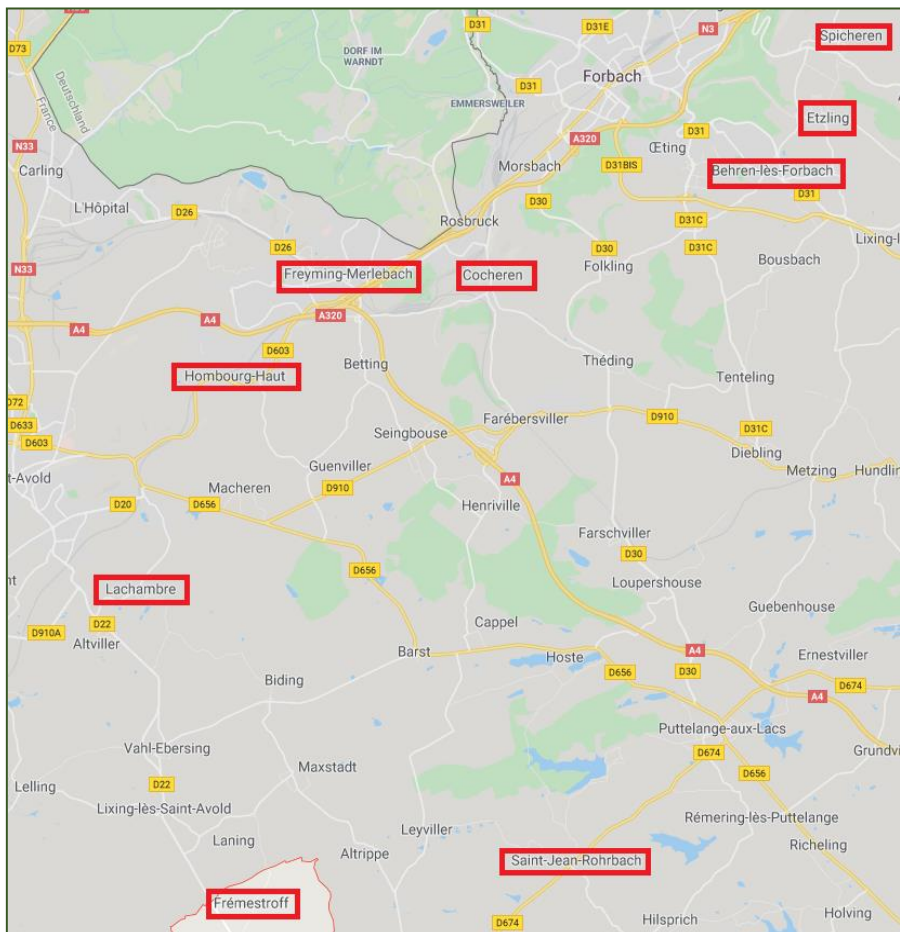 D31
D31E
N3
Spicheren
D73
DORF IM
WARNDT
Forbach
D31
EMMERSWEILER
Deutschland
France
Etzling
A320
D31
N33
Œting
Carling
Morsbach
D31BIS
Behren-lès-Forbach
D31
L'Hôpital
D26
D30
Rosbruck
D31C
D26
D30
D31C
Lixing-l
N33
Freyming-Merlebach
Cocheren
Folkling
Bousbach
A4
A4
A320
D603
Betting
Théding
Hombourg-Haut
Tenteling
D72
D633
D603
Farébersviller
D910
D31C
Seingbouse
Diebling
t-Avold
Guenviller
Metzing
Hundlin
Macheren
D910
A4
D20
D656
Henriville
Farschviller
D30
D656
Loupershouse
nt
Lachambre
Guebenhouse
D910A
D22
Cappel
Altviller
Barst
Hoste
A4
Ernestviller
D656
D30
D674
Biding
A4
Puttelange-aux-Lacs
Vahl-Ebersing
D674
Grundvi
Maxstadt
D656
Lelling
D22
Lixing-lès-Saint-Avold
Rémering-lès-Puttelange
Laning
Leyviller
Richeling
Altrippe
Saint-Jean-Rohrbach
Frémestroff
D674
Hilsprich
Holving